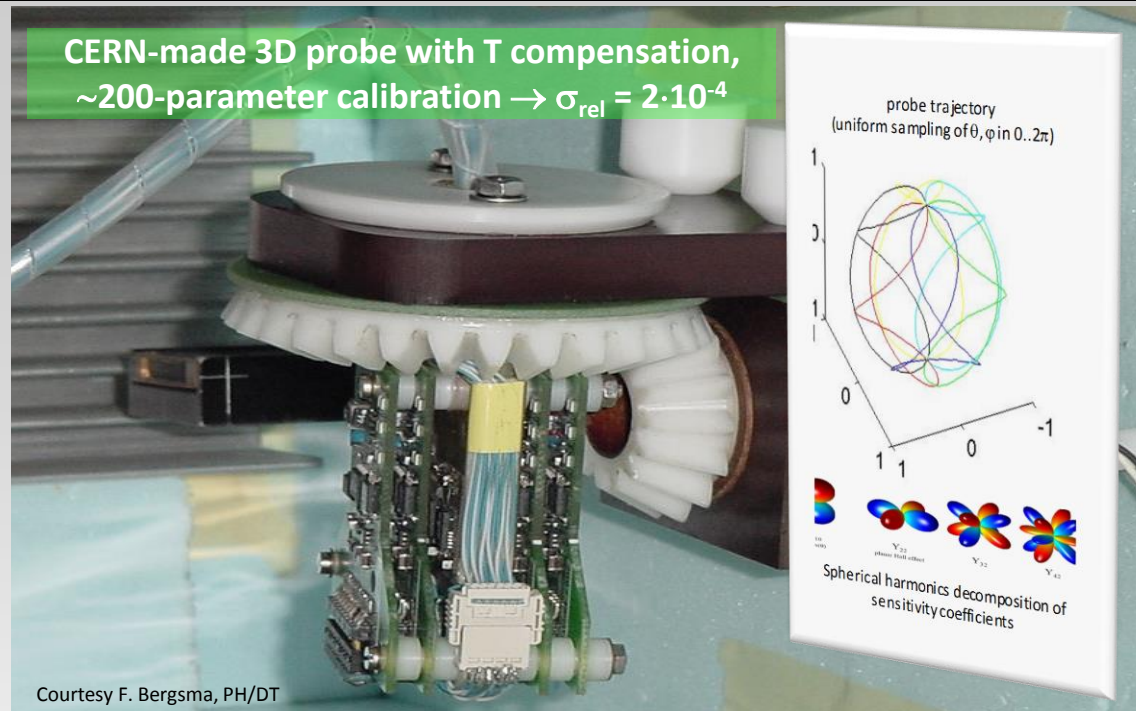 CERN-made 3D probe with T compensation,
~200-parameter calibration → σrel = 2·10-4
probe trajectory
(uniform sampling of θ, φ in 0..2π)
1
0
1
0
1
1
0
-1
Y22
planar Hall effect
Y32
Y42
Spherical harmonics decomposition of
sensitivity coefficients
Courtesy F. Bergsma, PH/DT